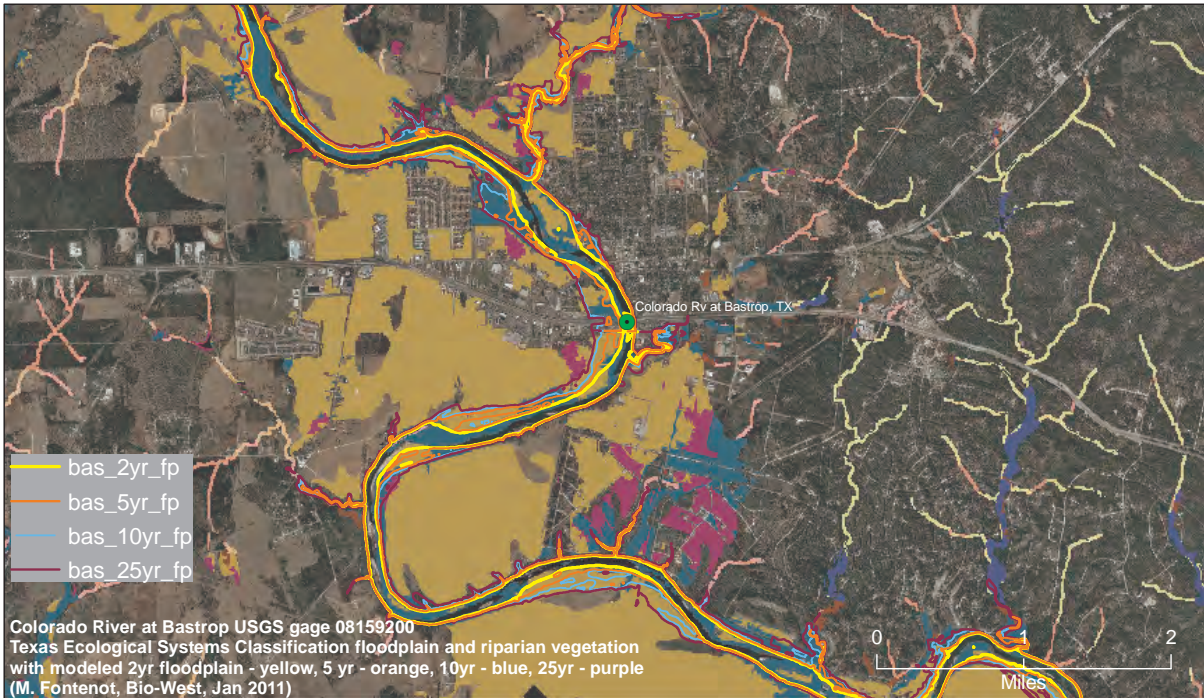 Colorado Rv at Bastrop, TX
bas_2yr_fp
bas_5yr_fp
bas_10yr_fp
bas_25yr_fp
Colorado River at Bastrop USGS gage 08159200
Texas Ecological Systems Classification floodplain and riparian vegetation
with modeled 2yr floodplain - yellow, 5 yr - orange, 10yr - blue, 25yr - purple
(M. Fontenot, Bio-West, Jan 2011)
0 1 2
Miles